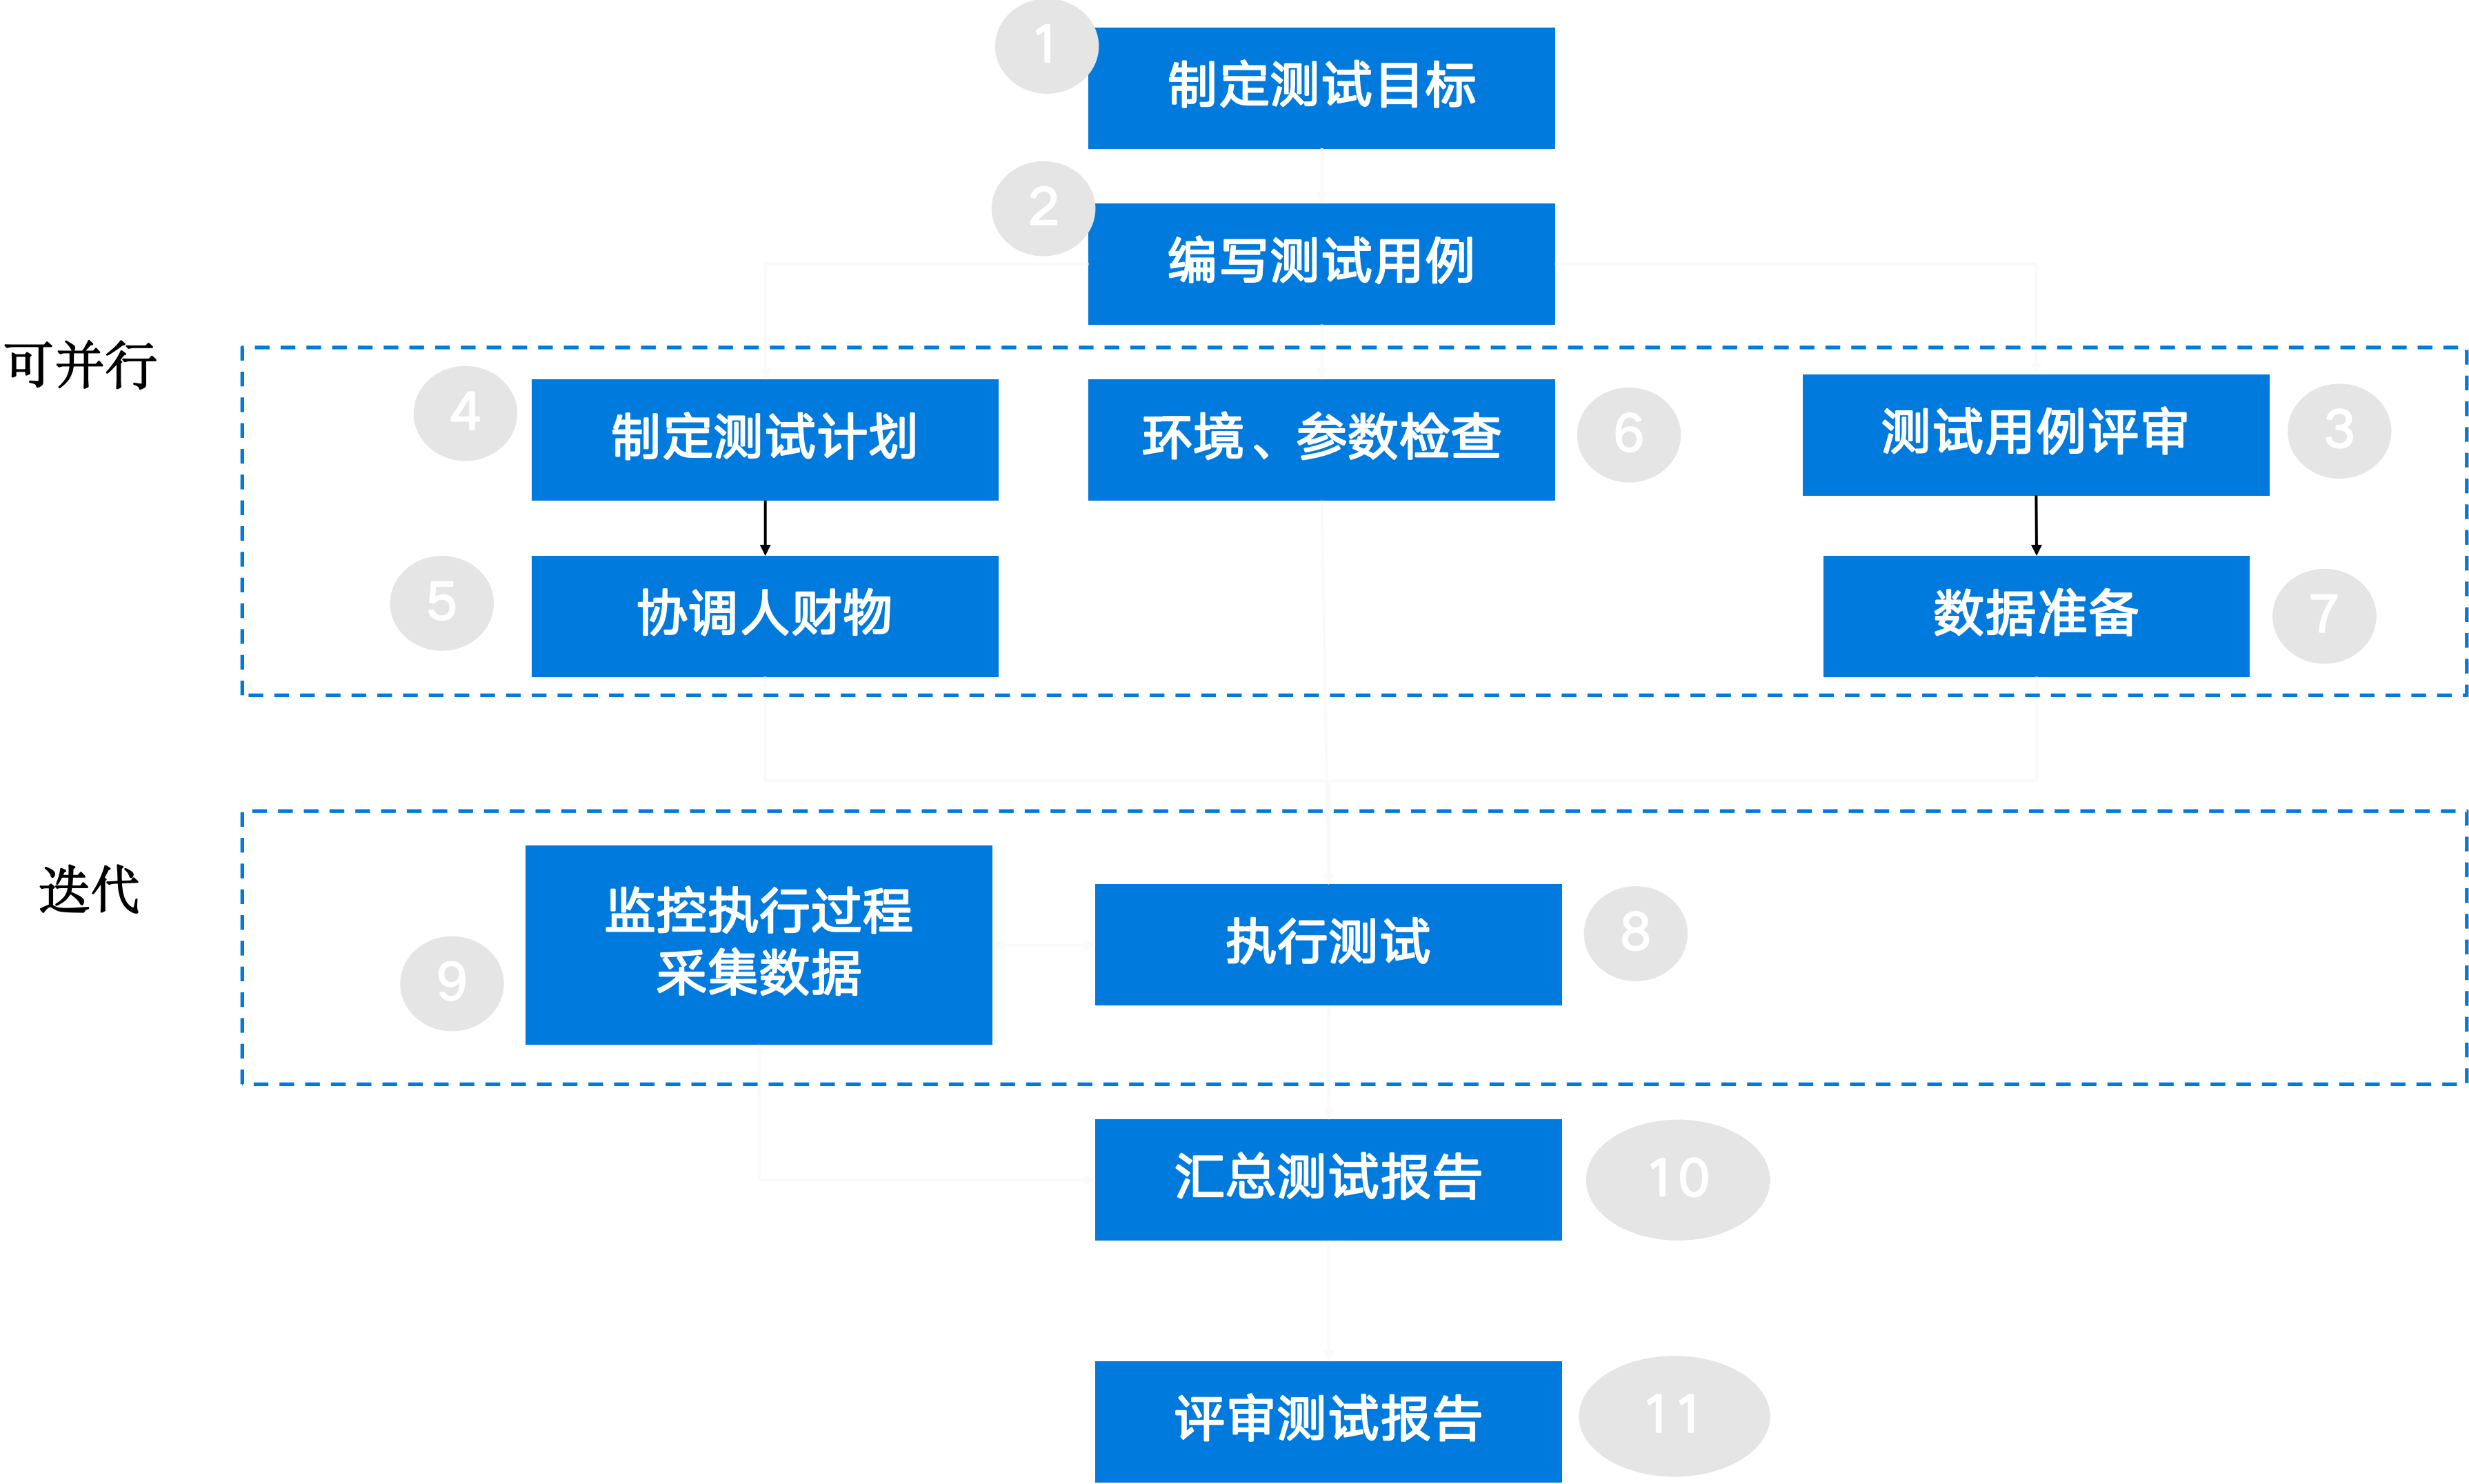 1
制定测试目标
2
编写测试用例
可并行
4
制定测试计划
环境、参数检查
6
测试用例评审
3
5
协调人财物
数据准备
7
迭代
监控执行过程
采集数据
9
执行测试
8
汇总测试报告
10
评审测试报告
11